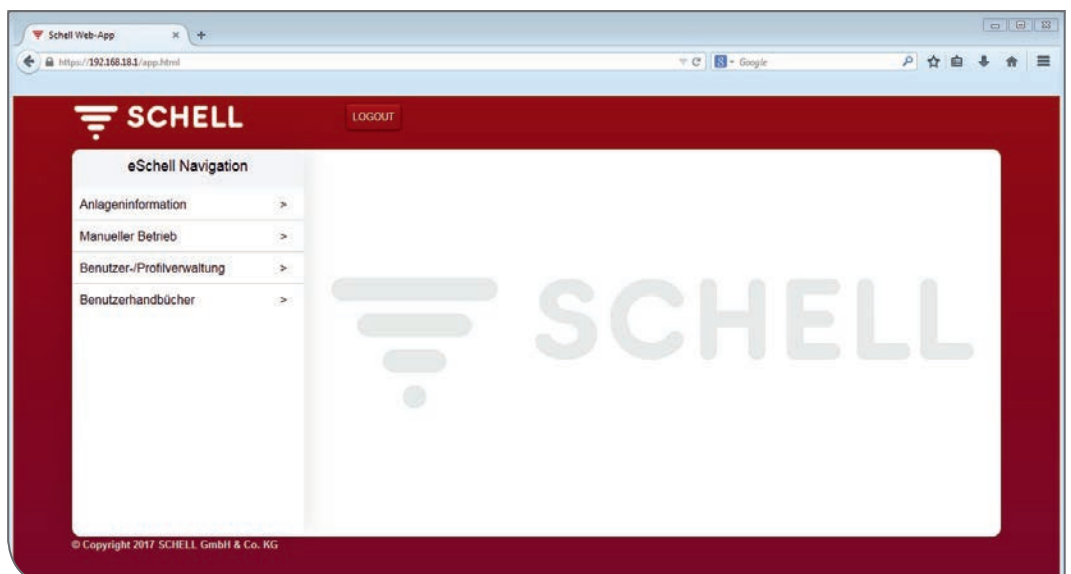 Schell Web-App
https://192.168.18.1/app.html
Google
SCHELL
LOGOUT
eSchell Navigation
Anlageninformation >
Manueller Betrieb >
Benutzer-/Profilverwaltung >
Benutzerhandbücher >
SCHELL
© Copyright 2017 SCHELL GmbH & Co. KG